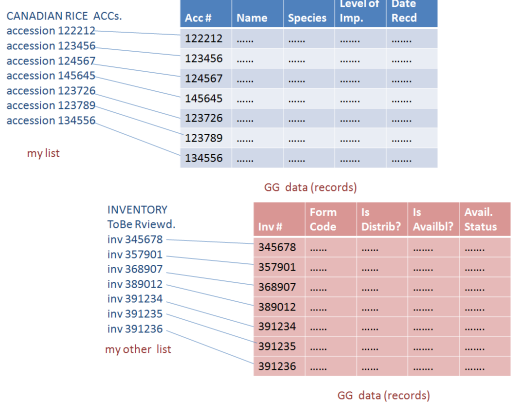 CANADIAN RICE ACCs.
accession 122212
accession 123456
accession 124567
accession 145645
accession 123726
accession 123789
accession 134556
my list
Acc # Name Species Level of Imp. Date Recd
122212 ...... ...... ....... .......
123456 ...... ...... ....... .......
124567 ...... ...... ....... .......
145645 ...... ...... ....... .......
123726 ...... ...... ....... .......
123789 ...... ...... ....... .......
134556 ...... ...... ....... .......
GG data (records)
INVENTORY
ToBe Rviewd.
inv 345678
inv 357901
inv 368907
inv 389012
inv 391234
inv 391235
inv 391236
my other list
Inv # Form Code Is Distrib? Is Availbl? Avail. Status
345678 ...... ...... ....... .......
357901 ...... ...... ....... .......
368907 ...... ...... ....... .......
389012 ...... ...... ....... .......
391234 ...... ...... ....... .......
391235 ...... ...... ....... .......
391236 ...... ...... ....... .......
GG data (records)